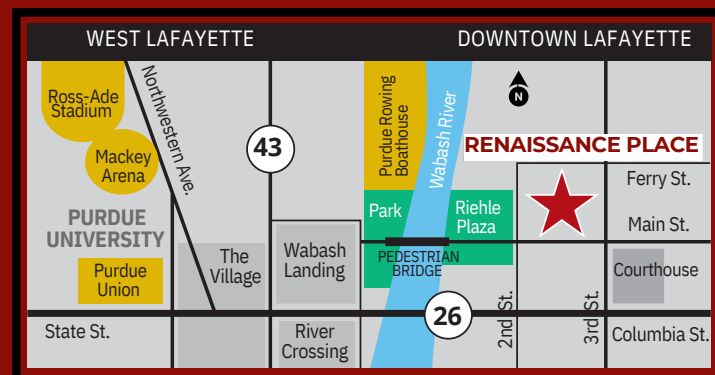 WEST LAFAYETTE
DOWNTOWN LAFAYETTE
Ross-Ade
Stadium
Northwestern Ave.
Mackey
Arena
PURDUE
UNIVERSITY
Purdue
Union
The
Village
43
Wabash
Landing
River
Crossing
Purdue Rowing
Boathouse
Wabash River
Park
Riehle
Plaza
PEDESTRIAN
BRIDGE
N
RENAISSANCE PLACE
Ferry St.
Main St.
Courthouse
26
2nd St.
3rd St.
State St.
Columbia St.